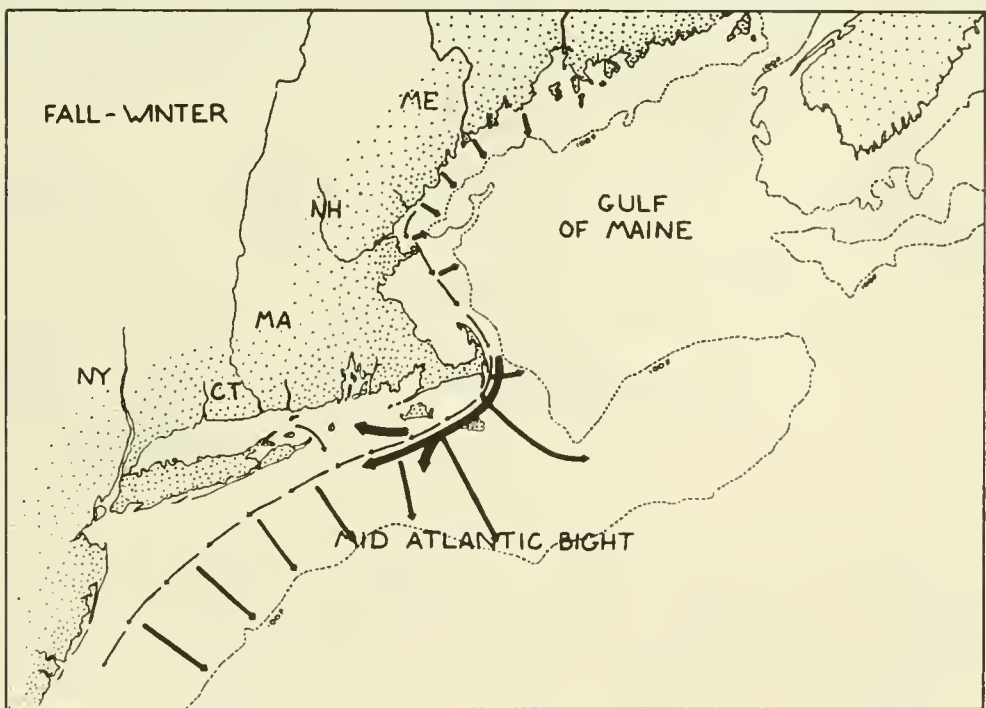 FALL-WINTER
ME
NH
GULF
OF MAINE
MA
NY
CT
MID ATLANTIC BIGHT